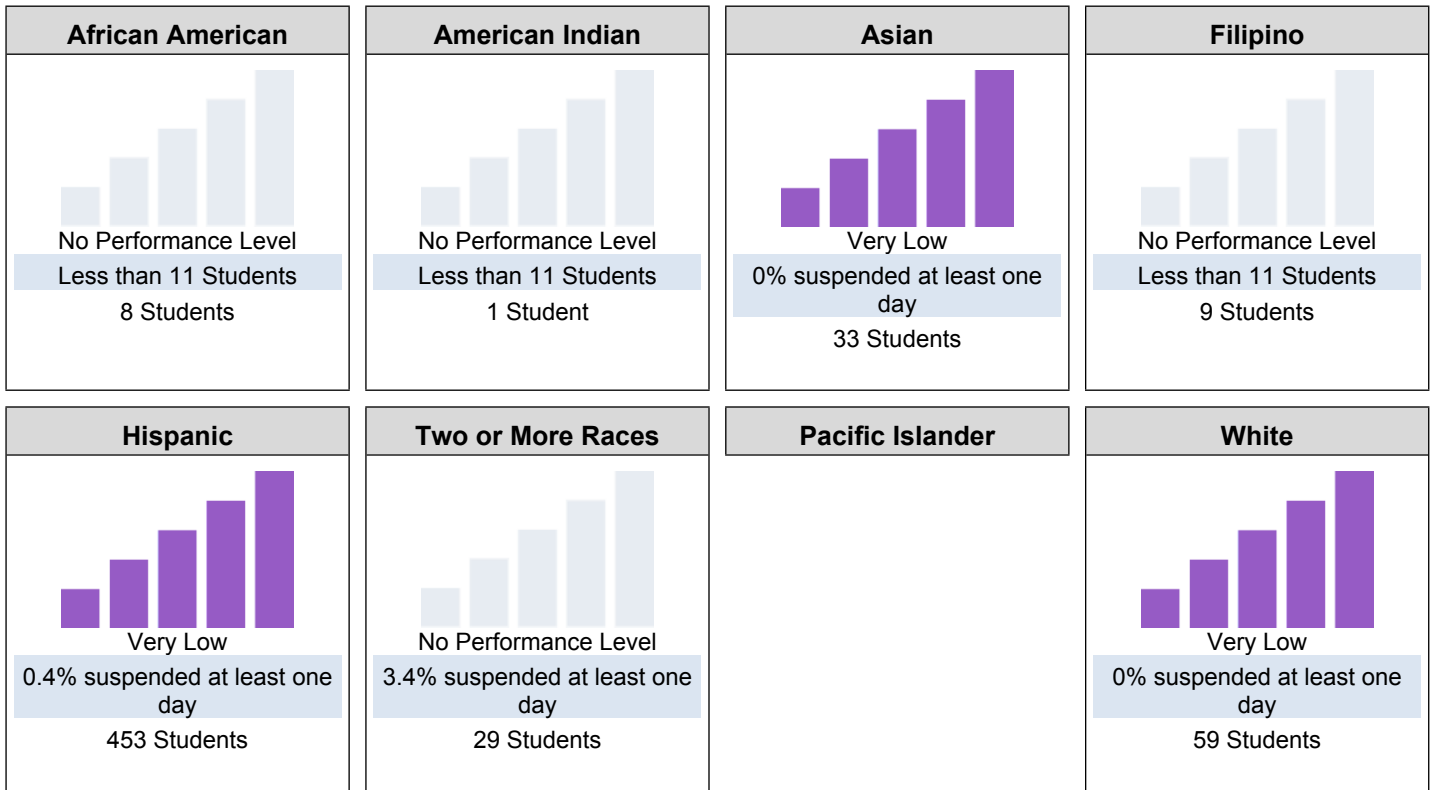 African American
No Performance Level
Less than 11 Students
8 Students
American Indian
No Performance Level
Less than 11 Students
1 Student
Asian
Very Low
0% suspended at least one
day
33 Students
Filipino
No Performance Level
Less than 11 Students
9 Students
Hispanic
Very Low
0.4% suspended at least one
day
453 Students
Two or More Races
No Performance Level
3.4% suspended at least one
day
29 Students
Pacific Islander
White
Very Low
0% suspended at least one
day
59 Students